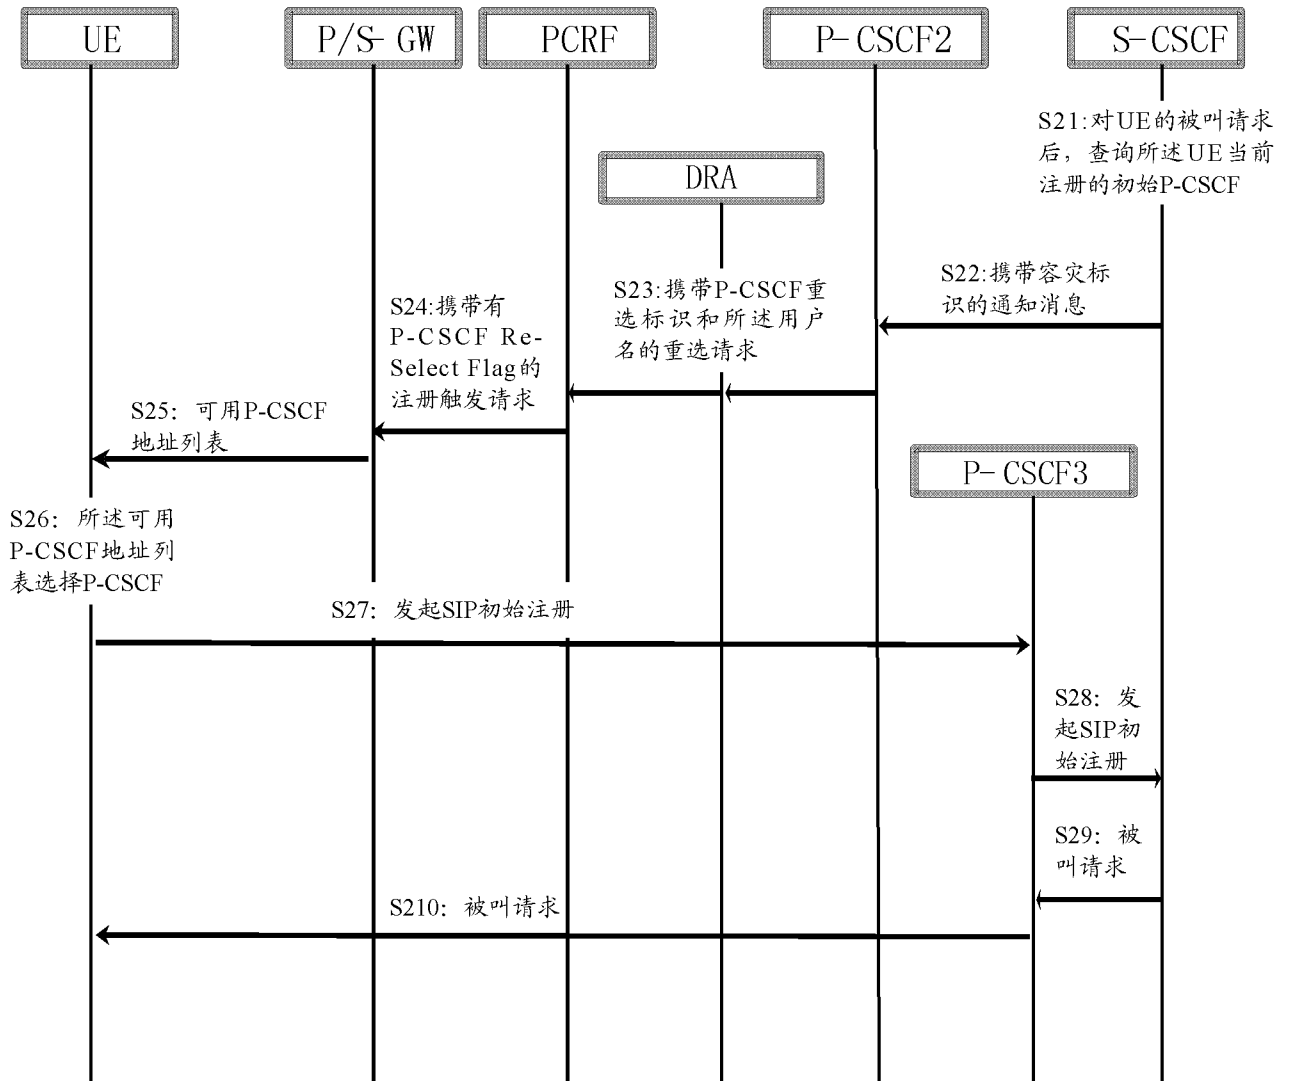 UE
P/S-GW
PCRF
P-CSCF2
S-CSCF
S21:对UE的被叫请求
后，查询所述UE当前
注册的初始P-CSCF
DRA
S22:携带容灾标
识的通知消息
S23:携带P-CSCF重
选标识和所述用户
名的重选请求
S24:携带有
P-CSCF Re-
Select Flag的
注册触发请求
S25：可用P-CSCF
地址列表
P-CSCF3
S26：所述可用
P-CSCF地址列
表选择P-CSCF
S27：发起SIP初始注册
S28：发
起SIP初
始注册
S29：被
叫请求
S210：被叫请求